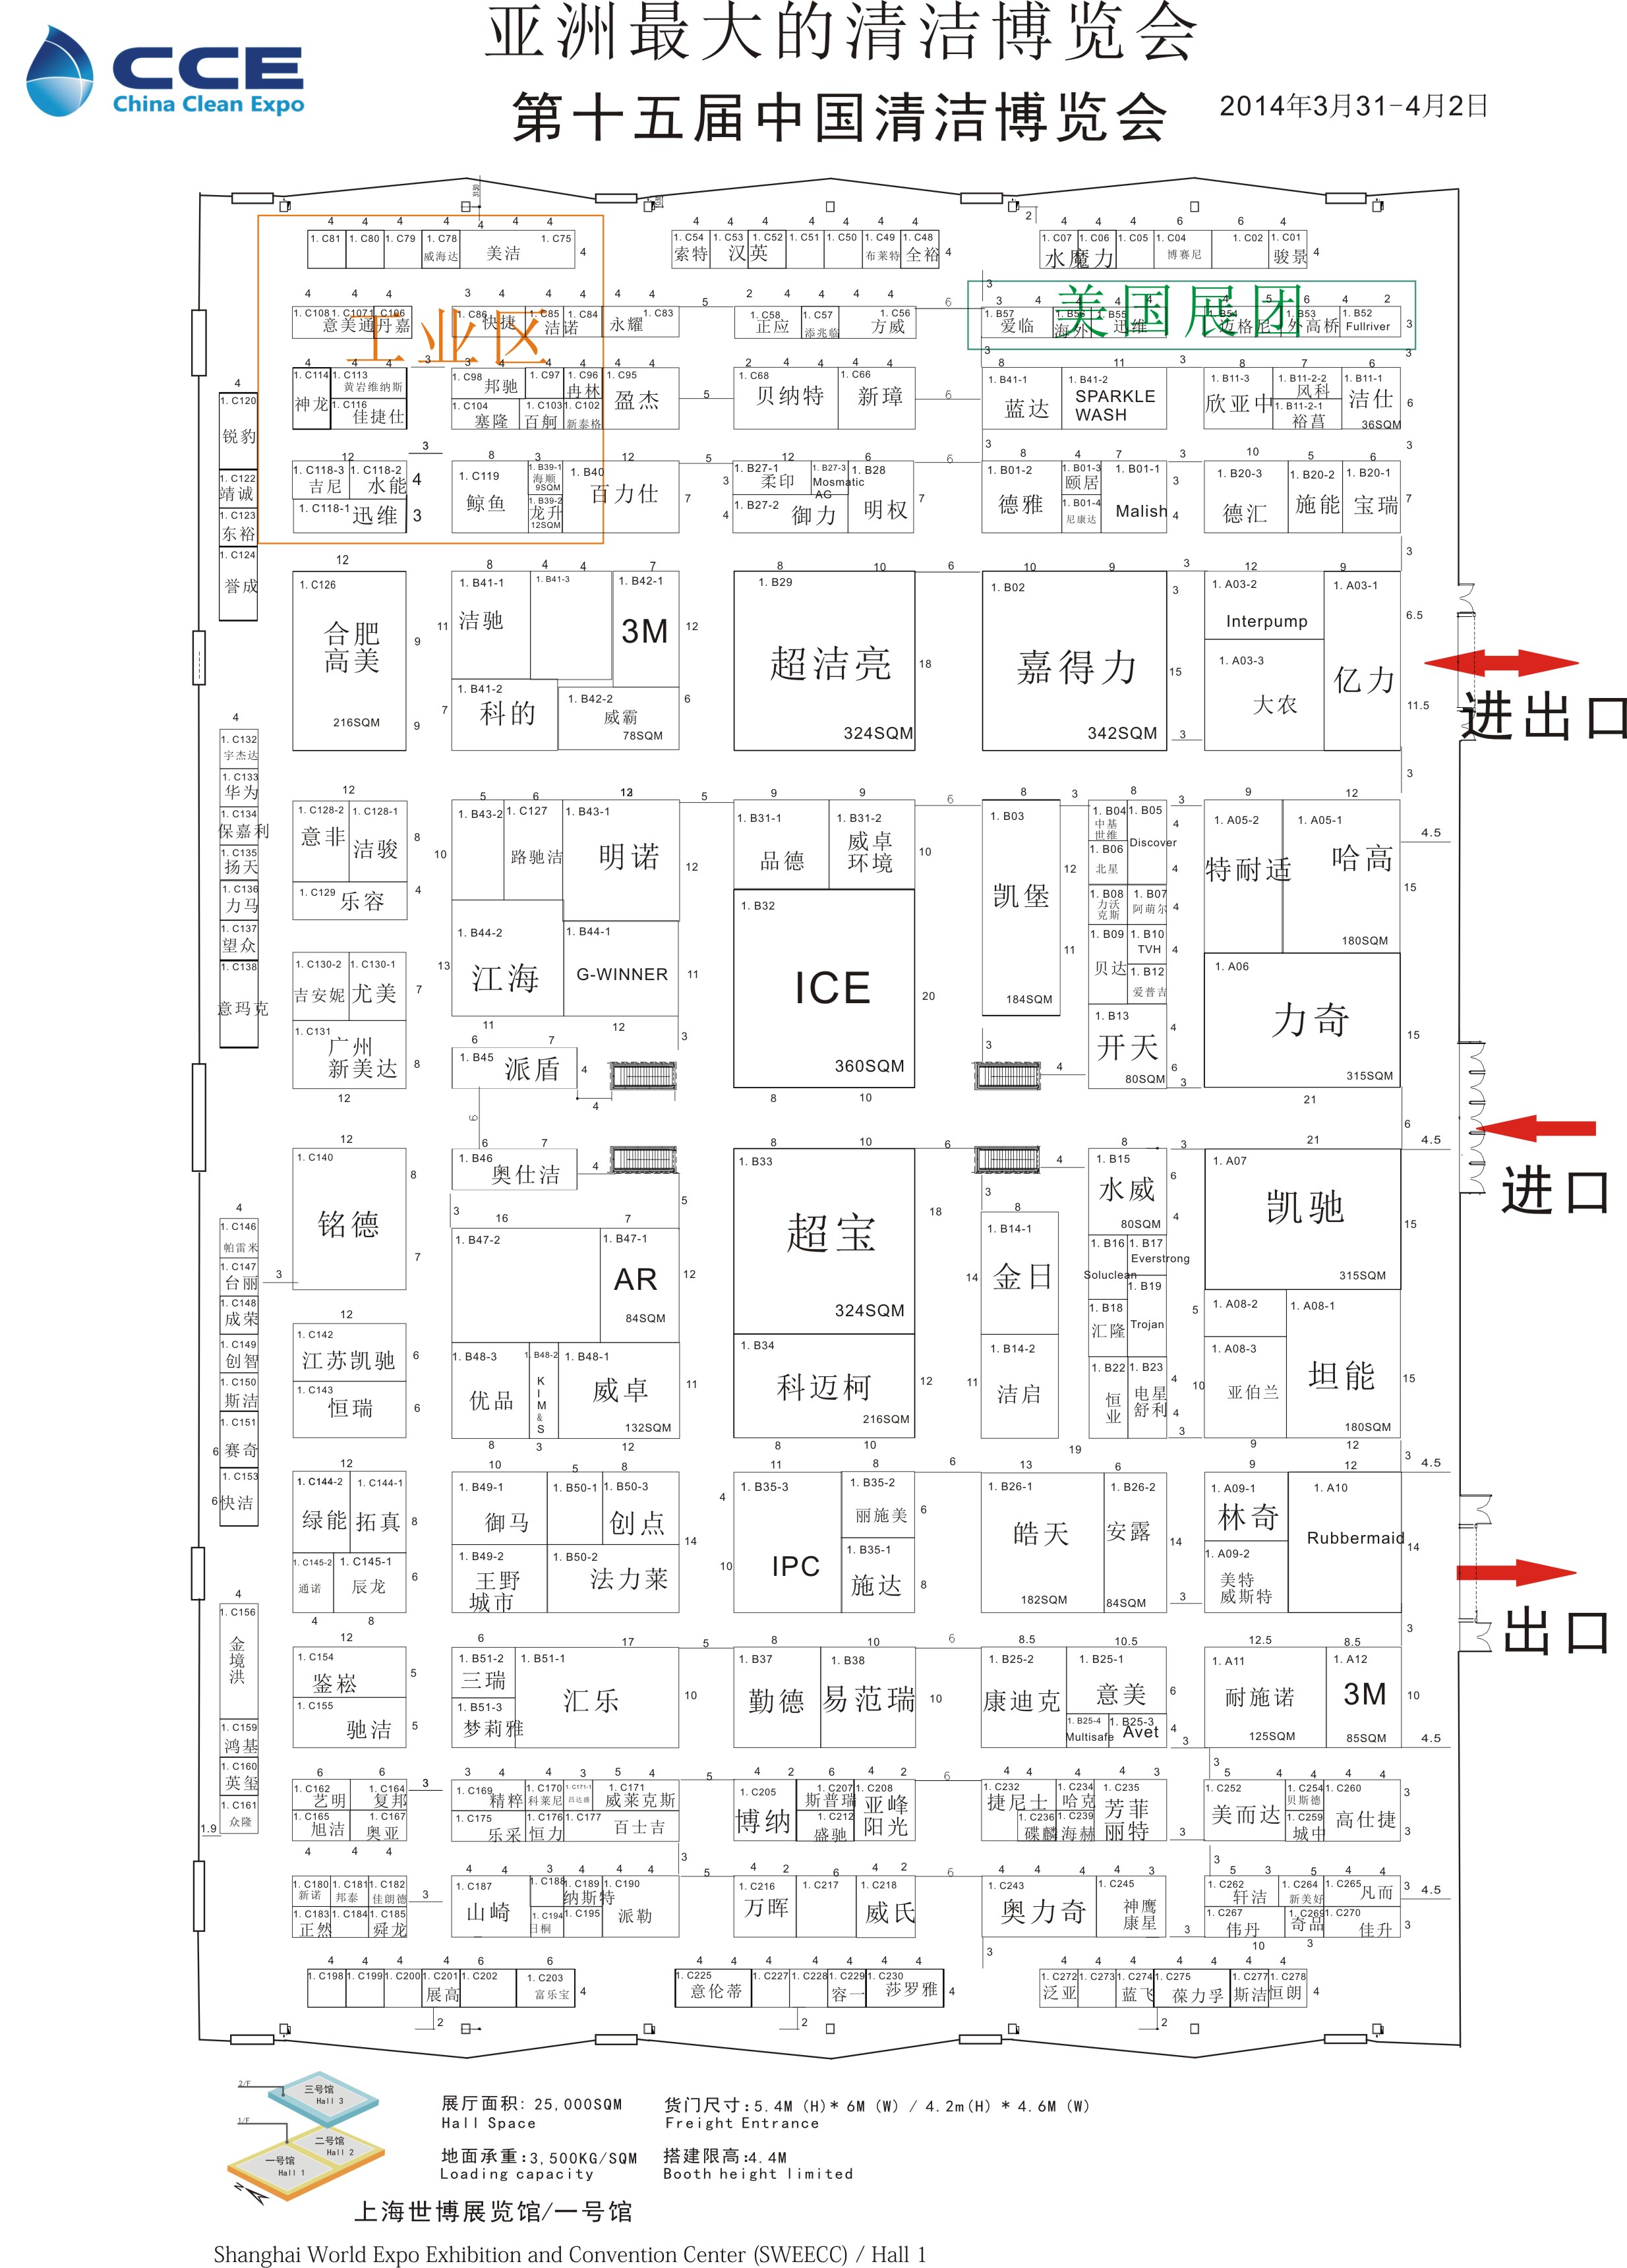 亚洲最大的清洁博览会
CCE
China Clean Expo
第十五届中国清洁博览会
2014年3月31-4月2日
1. C81 1. C80 1. C79 1. C78 威海达 美洁 1. C75
1. C54 索特 1. C53 汉英 1. C52 1. C51 1. C50 1. C49 布莱特 1. C48 全裕
1. C07 水魔力 1. C06 1. C05 1. C04 博赛尼 1. C02 1. C01 骏景
工业区
美国展团
1. C108 意美通 1. C107 1. C106 丹嘉 1. C86 快捷 1. C85 洁诺 1. C84 永耀 1. C83
1. C58 正应 1. C57 添兆临 1. C56 方威
1. B57 爱临 1. B56 海外 1. B55 迅维 1. B54 迈格尼 1. B53 外高桥 1. B52 Fullriver
1. C114 神龙 1. C113 黄岩维纳斯 1. C116 佳捷仕
1. C98 邦驰 1. C97 1. C96 冉林 1. C95 盈杰
1. C104 塞隆 1. C103 百舸 1. C102 新泰格
1. C68 贝纳特 1. C66 新璋
1. B41-1 蓝达 1. B41-2 SPARKLE WASH
1. B11-3 欣亚中 1. B11-2-2 风科 1. B11-2-1 裕菖 1. B11-1 洁仕 36SQM
1. C120 锐豹
1. C122 靖诚
1. C123 东裕
1. C124 誉成
1. C118-3 吉尼 1. C118-2 水能 1. C118-1 迅维
1. C119 鲸鱼 1. B39-1 海顺 9SQM 1. B39-2 龙升 12SQM 1. B40 百力仕
1. B27-1 柔印 1. B27-3 Mosmatic AG 1. B27-2 御力 1. B28 明权
1. B01-2 德雅 1. B01-3 颐居 1. B01-4 尼康达 1. B01-1 Malish
1. B20-3 德汇 1. B20-2 施能 1. B20-1 宝瑞
1. C126 合肥高美 216SQM
1. B41-1 洁驰 1. B41-3 1. B42-1 3M
1. B41-2 科的 1. B42-2 威霸 78SQM
1. B29 超洁亮 324SQM
1. B02 嘉得力 342SQM
1. A03-2 Interpump 1. A03-3 大农 1. A03-1 亿力
进出口
1. C132 宇杰达
1. C133 华为
1. C134 保嘉利
1. C135 扬天
1. C136 力马
1. C137 望众
1. C138 意玛克
1. C128-2 意非 1. C128-1 洁骏
1. C129 乐容
1. C130-2 吉安妮 1. C130-1 尤美
1. C131 广州新美达
1. B43-2 1. C127 路驰洁 1. B43-1 明诺
1. B44-2 江海 1. B44-1 G-WINNER
1. B45 派盾
1. B31-1 品德 1. B31-2 威卓环境
1. B32 ICE 360SQM
1. B03 凯堡 184SQM
1. B04 中基世维 1. B05 Discover
1. B06 北星
1. B08 力沃克斯 1. B07 阿萌尔
1. B09 贝达 1. B10 TVH
1. B12 爱普吉
1. B13 开天 80SQM
1. A05-2 特耐适 1. A05-1 哈高 180SQM
1. A06 力奇 315SQM
进口
1. C140 铭德
1. B46 奥仕洁
1. B47-2 1. B47-1 AR 84SQM
1. B48-3 优品 1. B48-2 KIM&S 1. B48-1 威卓 132SQM
1. B33 超宝 324SQM
1. B34 科迈柯 216SQM
1. B14-1 金日
1. B14-2 洁启
1. B15 水威 80SQM
1. B16 Soluclean 1. B17 Everstrong
1. B18 汇隆 1. B19 Trojan
1. B22 恒业 1. B23 电星舒利
1. A07 凯驰 315SQM
1. A08-2 1. A08-3 亚伯兰 1. A08-1 坦能 180SQM
1. C146 帕雷米
1. C147 台丽
1. C148 成荣
1. C149 创智
1. C150 斯洁
1. C151 赛奇
1. C153 快洁
1. C142 江苏凯驰
1. C143 恒瑞
1. C144-2 绿能 1. C144-1 拓真
1. C145-2 通诺 1. C145-1 辰龙
1. B49-1 御马 1. B50-1 1. B50-3 创点
1. B49-2 王野城市 1. B50-2 法力莱
1. B35-3 IPC 1. B35-2 丽施美 1. B35-1 施达
1. B26-1 皓天 182SQM 1. B26-2 安露 84SQM
1. A09-1 林奇 1. A09-2 美特威斯特 1. A10 Rubbermaid
出口
1. C156 金境洪
1. C159 鸿基
1. C160 英玺
1. C161 众隆
1. C154 鉴崧
1. C155 驰洁
1. B51-2 三瑞 1. B51-3 梦莉雅 1. B51-1 汇乐
1. B37 勤德 1. B38 易范瑞
1. B25-2 康迪克 1. B25-1 意美 1. B25-4 Multisafe 1. B25-3 Avet
1. A11 耐施诺 125SQM 1. A12 3M 85SQM
1. C162 艺明 1. C164 复邦
1. C165 旭洁 1. C167 奥亚
1. C169 精粹 1. C170 科莱尼 1. C171-1 昌达盛 1. C171 威莱克斯
1. C175 乐采 1. C176 恒力 1. C177 百士吉
1. C205 博纳 1. C207 斯普瑞 1. C212 盛驰 1. C208 亚峰阳光
1. C232 捷尼士 1. C234 哈克 1. C235 芳菲丽特
1. C236 碟麟 1. C239 海赫
1. C252 美而达 1. C254 贝斯德 1. C259 城中 1. C260 高仕捷
1. C180 新诺 1. C181 邦泰 1. C182 佳朗德
1. C183 正然 1. C184 1. C185 舜龙
1. C187 山崎 1. C188 1. C189 纳斯特 1. C190 派勒
1. C194 日桐 1. C195
1. C216 万晖 1. C217 1. C218 威氏
1. C243 奥力奇 1. C245 神鹰康星
1. C262 轩洁 1. C264 新美好 1. C265 凡而
1. C267 伟丹 1. C269 奇品 1. C270 佳升
1. C198 1. C199 1. C200 1. C201 展高 1. C202 1. C203 富乐宝
1. C225 意伦蒂 1. C227 1. C228 1. C229 容一 1. C230 莎罗雅
1. C272 泛亚 1. C273 1. C274 蓝飞 1. C275 葆力孚 1. C277 斯洁 1. C278 恒朗
2/F 三号馆 Hall 3
1/F 二号馆 Hall 2
一号馆 Hall 1
N
展厅面积: 25,000SQM
Hall Space
货门尺寸:5.4M (H)* 6M (W) / 4.2m(H) * 4.6M (W)
Freight Entrance
地面承重:3,500KG/SQM
Loading capacity
搭建限高:4.4M
Booth height limited
上海世博展览馆/一号馆
Shanghai World Expo Exhibition and Convention Center (SWEECC) / Hall 1